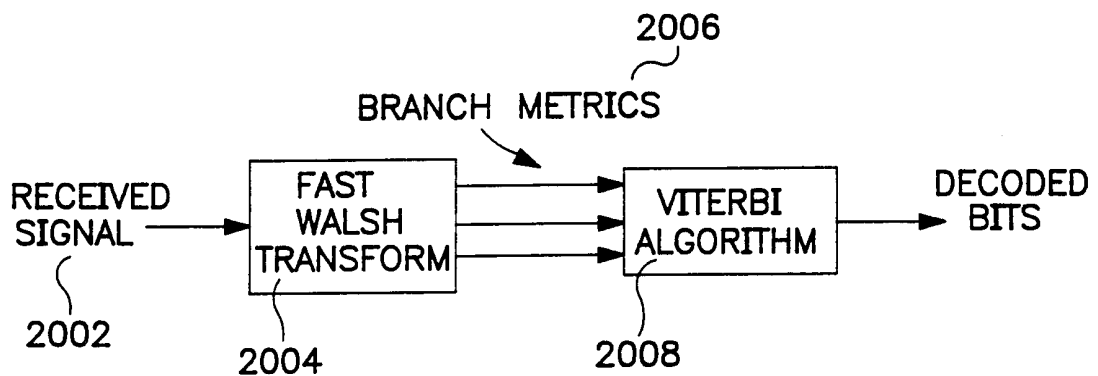 2006
BRANCH METRICS
RECEIVED
SIGNAL
2002
FAST
WALSH
TRANSFORM
2004
VITERBI
ALGORITHM
2008
DECODED
BITS